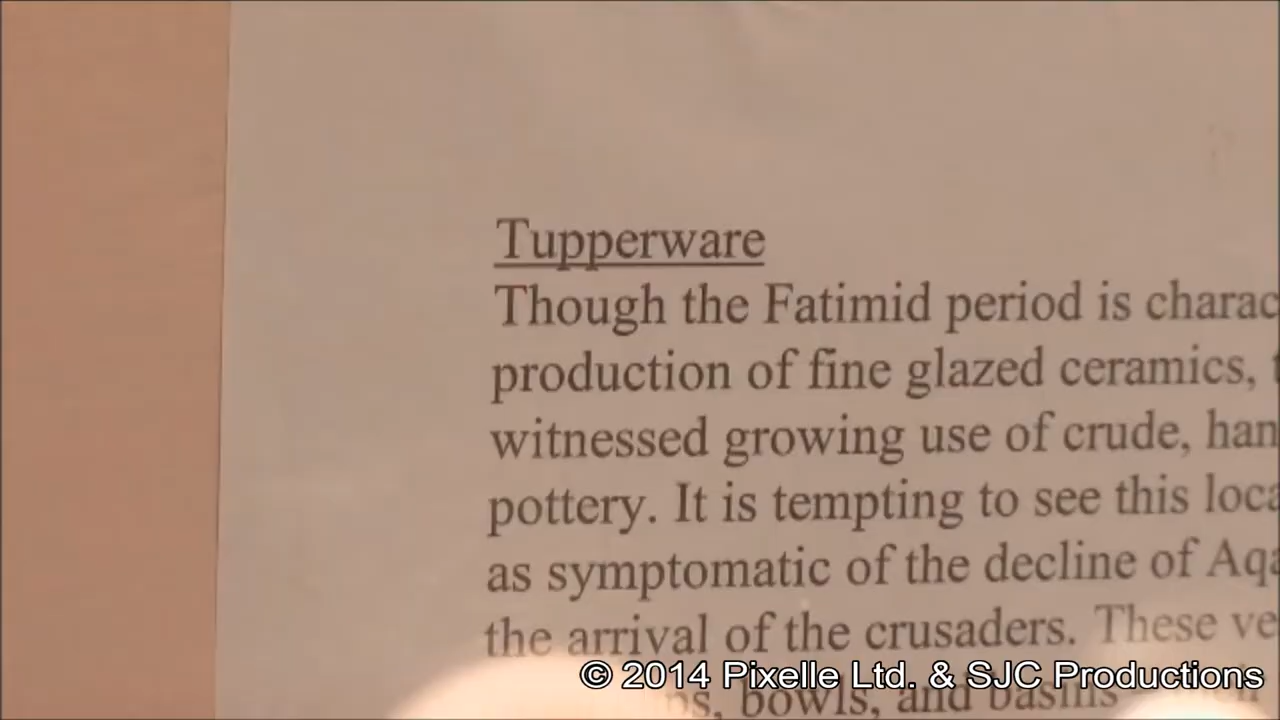 Tupperware
Though the Fatimid period is charac
production of fine glazed ceramics,
witnessed growing use of crude, han
pottery. It is tempting to see this loca
as symptomatic of the decline of Aqa
the arrival of the crusaders. These ve
© 2014 Pixelle Ltd. & SJC Productions
bowls, and basins